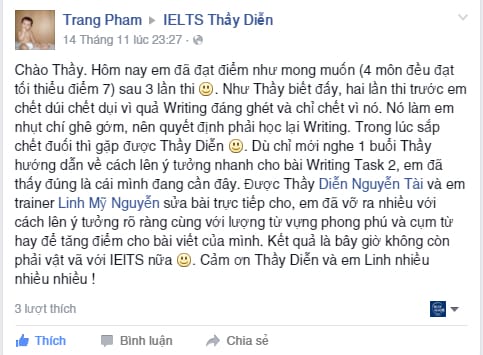 Trang Pham ▸ IELTS Thầy Diễn
14 Tháng 11 lúc 23:27 ·
Chào Thầy. Hôm nay em đã đạt điểm như mong muốn (4 môn đều đạt
tối thiểu điểm 7) sau 3 lần thi 🙂. Như Thầy biết đấy, hai lần thi trước em
chết dúi chết dụi vì quả Writing đáng ghét và chỉ chết vì nó. Nó làm em
nhụt chí ghê gớm, nên quyết định phải học lại Writing. Trong lúc sắp
chết đuối thì gặp được Thầy Diễn 🙂. Dù chỉ mới nghe 1 buổi Thầy
hướng dẫn về cách lên ý tưởng nhanh cho bài Writing Task 2, em đã
thấy đúng là cái mình đang cần đây. Được Thầy Diễn Nguyễn Tài và em
trainer Linh Mỹ Nguyễn sửa bài trực tiếp cho, em đã vỡ ra nhiều với
cách lên ý tưởng rõ ràng cùng với lượng từ vựng phong phú và cụm từ
hay để tăng điểm cho bài viết của mình. Kết quả là bây giờ không còn
phải vật vã với IElTS nữa 🙂. Cảm ơn Thầy Diễn và em Linh nhiều
nhiều nhiều !
3 lượt thích
Thích Bình luận Chia sẻ